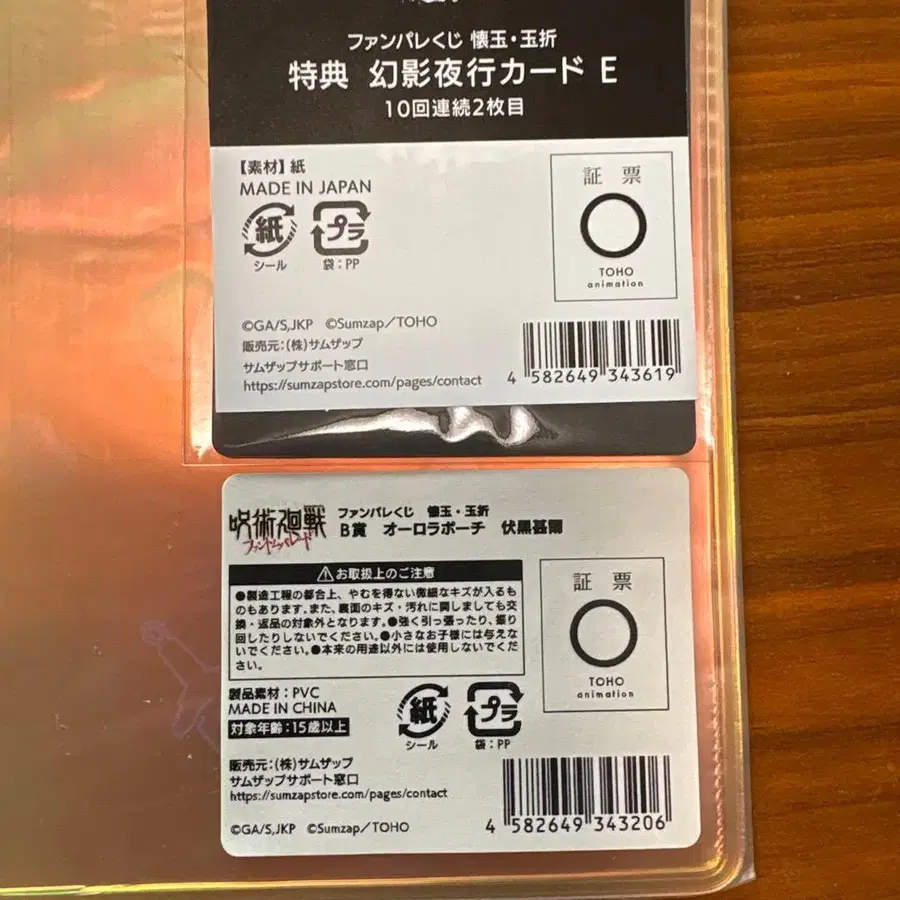 ファンパレくじ 懐玉・玉折
特典 幻影夜行カード E
10回連続2枚目
【素材】紙
MADE IN JAPAN
紙
シール
プラ
袋：PP
証 票
TOHO
animation
©GA/S,JKP ©Sumzap／TOHO
販売元：(株)サムザップ
サムザップサポート窓口
https://sumzapstore.com/pages/contact
4 582649 343619
呪術廻戦
ファントムパレード
ファンパレくじ 懐玉・玉折
B賞 オーロラポーチ 伏黒甚爾
⚠お取扱上のご注意
●製造工程の都合上、やむを得ない微細なキズが入る
ものもあります。また、裏面のキズ・汚れに関しましても交
換・返品の対象外となります。●強く引っ張ったり、振り
回したりしないでください。●小さなお子様には与えな
いでください。●本来の用途以外には使用しないでくだ
さい。
製品素材：PVC
MADE IN CHINA
対象年齢：15歳以上
紙
シール
プラ
袋：PP
証 票
TOHO
animation
販売元：(株)サムザップ
サムザップサポート窓口
https://sumzapstore.com/pages/contact
©GA/S,JKP ©Sumzap／TOHO
4 582649 343206